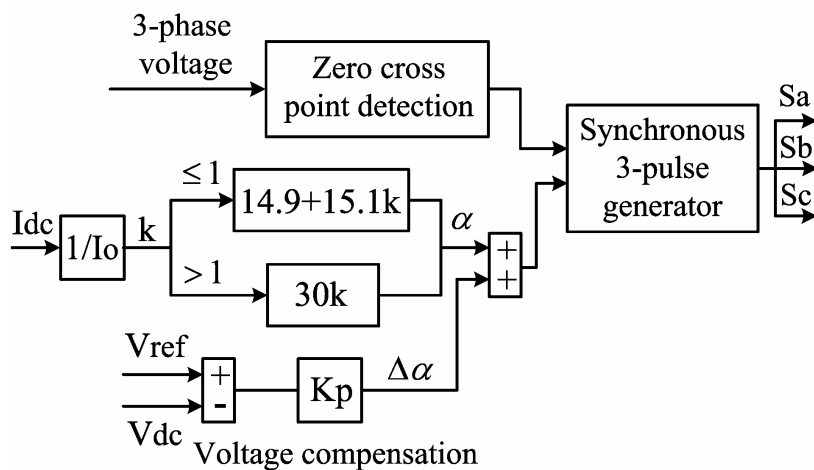 3-phase
voltage
Zero cross
point detection
Synchronous
3-pulse
generator
Sa
Sb
Sc
Idc
1/Io
k
≤ 1
14.9+15.1k
> 1
30k
α
+
+
Vref
Vdc
+
-
Kp
Δα
Voltage compensation